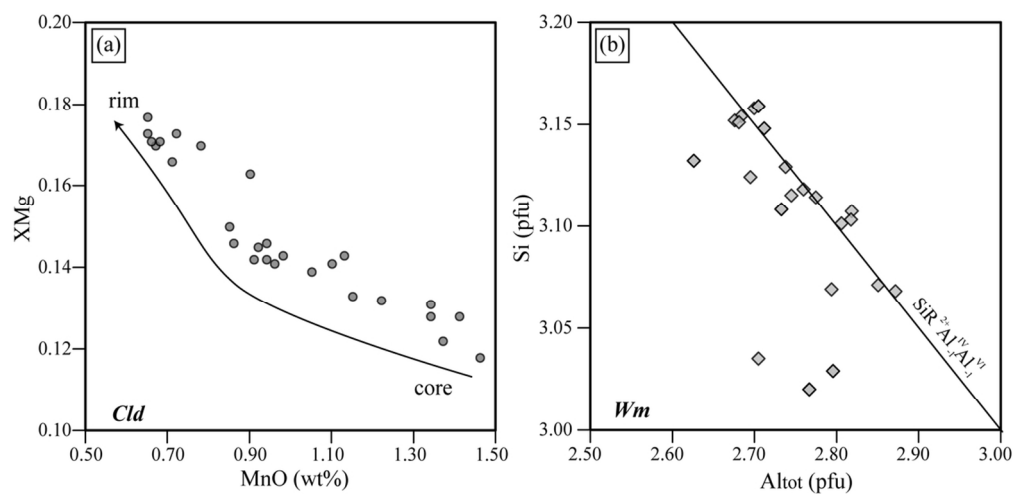 (a)
0.20
0.18
0.16
0.14
0.12
0.10
XMg
rim
core
Cld
0.50
0.70
0.90
1.10
1.30
1.50
MnO (wt%)
(b)
3.20
3.15
3.10
3.05
3.00
Si (pfu)
SiR²⁺Al₋₁ᴵⱽAl₋₁ⱽᴵ
Wm
2.50
2.60
2.70
2.80
2.90
3.00
Altot (pfu)